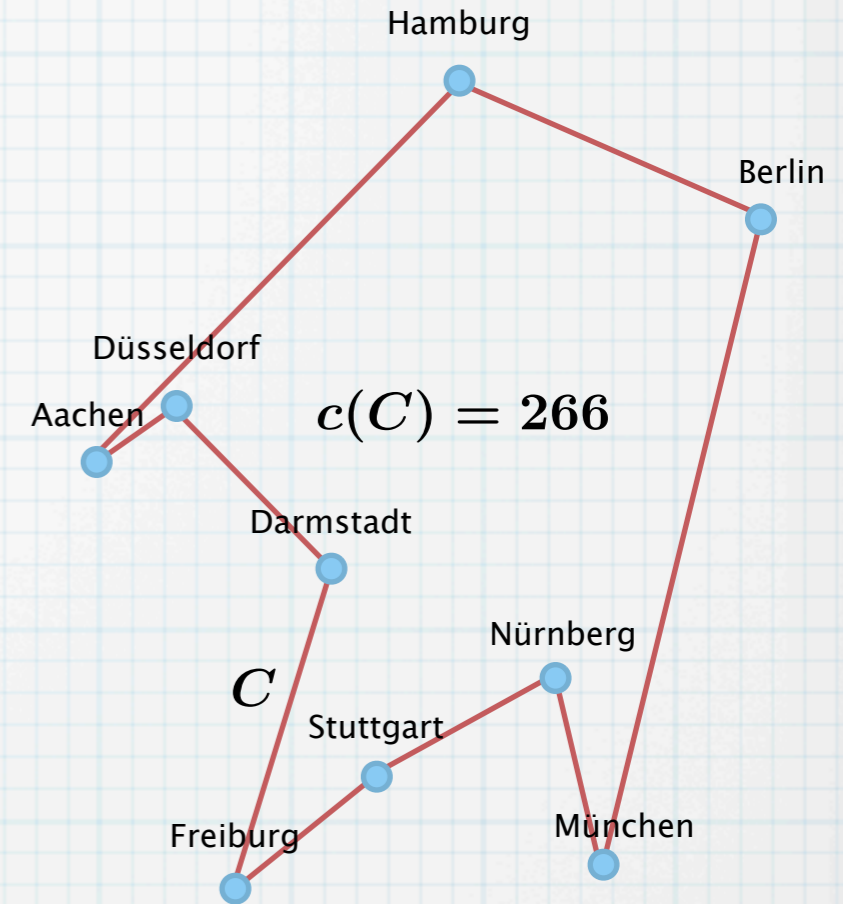 Hamburg
Berlin
Düsseldorf
Aachen
c(C) = 266
Darmstadt
Nürnberg
C
Stuttgart
München
Freiburg